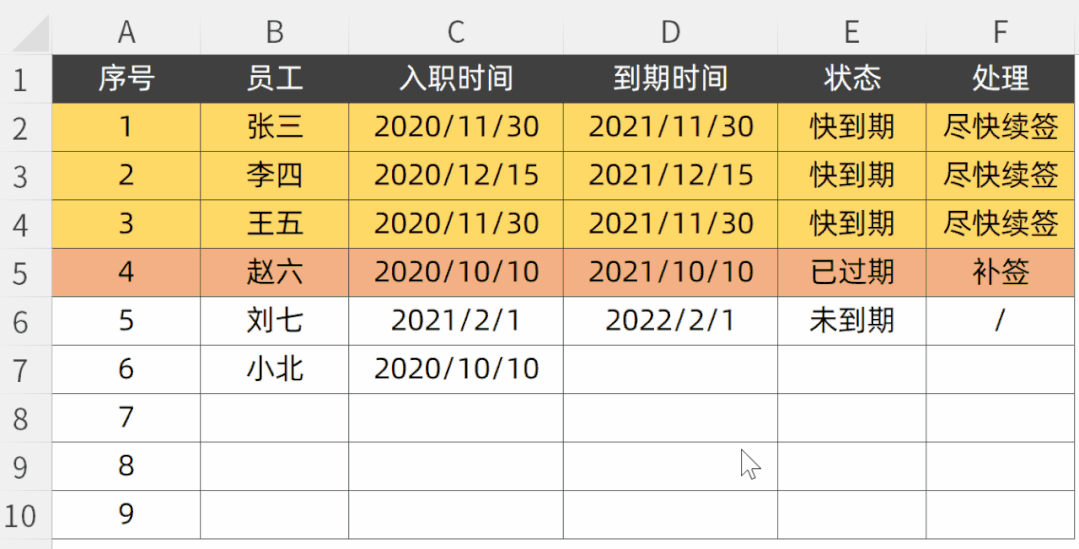 A B C D E F
1 序号 员工 入职时间 到期时间 状态 处理
2 1 张三 2020/11/30 2021/11/30 快到期 尽快续签
3 2 李四 2020/12/15 2021/12/15 快到期 尽快续签
4 3 王五 2020/11/30 2021/11/30 快到期 尽快续签
5 4 赵六 2020/10/10 2021/10/10 已过期 补签
6 5 刘七 2021/2/1 2022/2/1 未到期 /
7 6 小北 2020/10/10
8 7
9 8
10 9